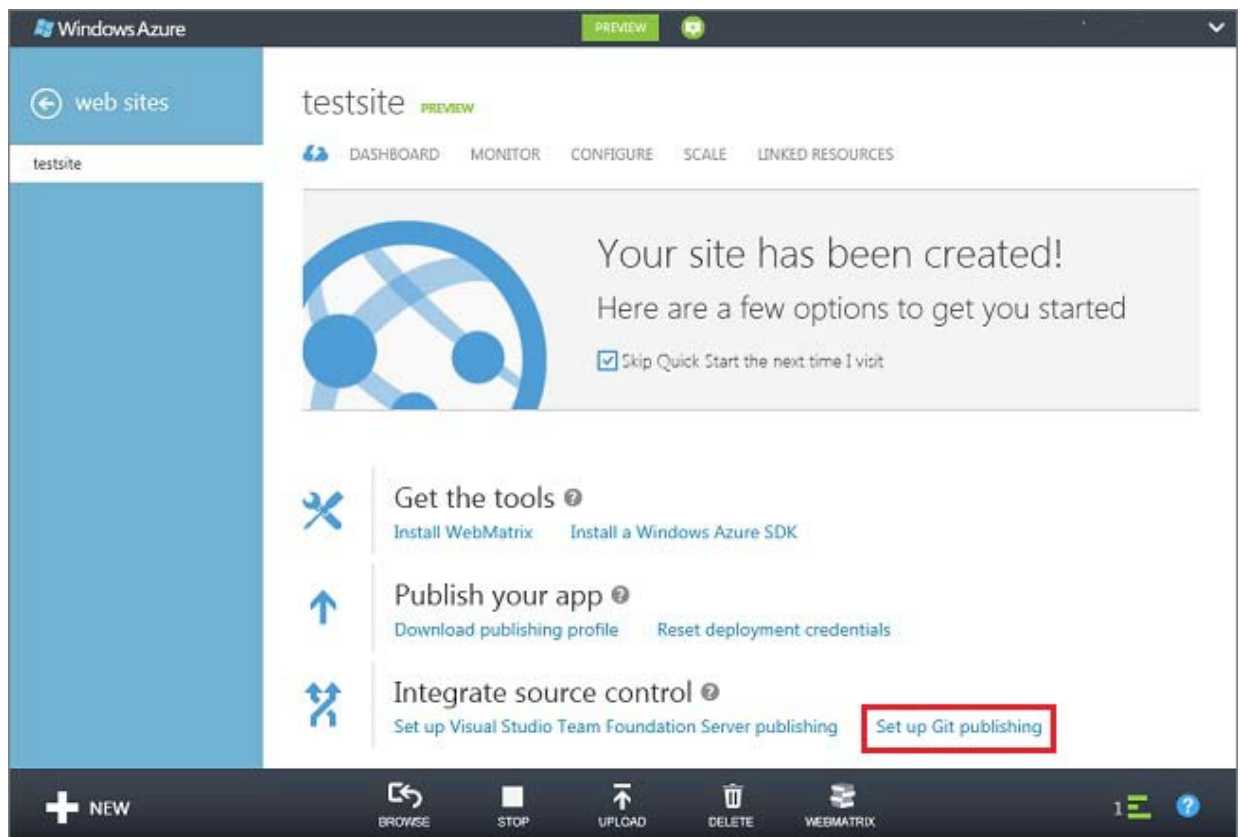 Windows Azure
PREVIEW
web sites
testsite
testsite PREVIEW
DASHBOARD MONITOR CONFIGURE SCALE LINKED RESOURCES
Your site has been created!
Here are a few options to get you started
Skip Quick Start the next time I visit
Get the tools ?
Install WebMatrix Install a Windows Azure SDK
Publish your app ?
Download publishing profile Reset deployment credentials
Integrate source control ?
Set up Visual Studio Team Foundation Server publishing Set up Git publishing
NEW
BROWSE STOP UPLOAD DELETE WEBMATRIX
1 ?